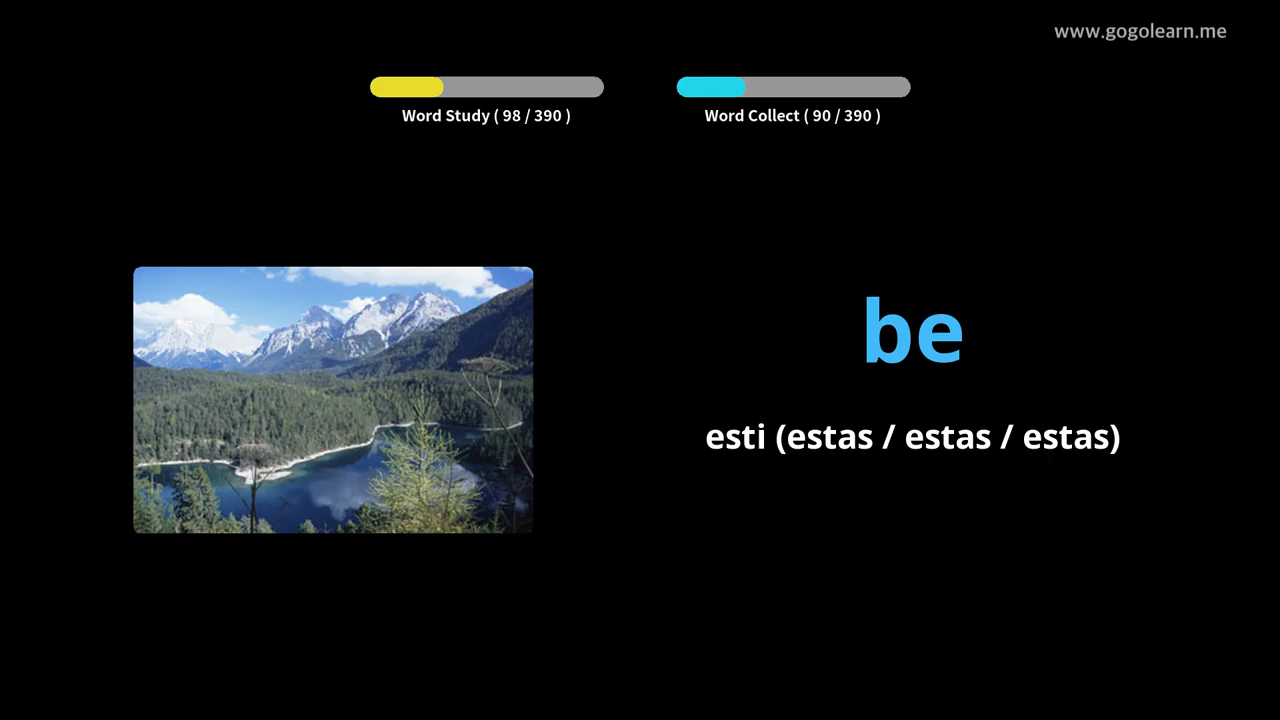 www.gogolearn.me
Word Study ( 98 / 390 )
Word Collect ( 90 / 390 )
be
esti (estas / estas / estas)